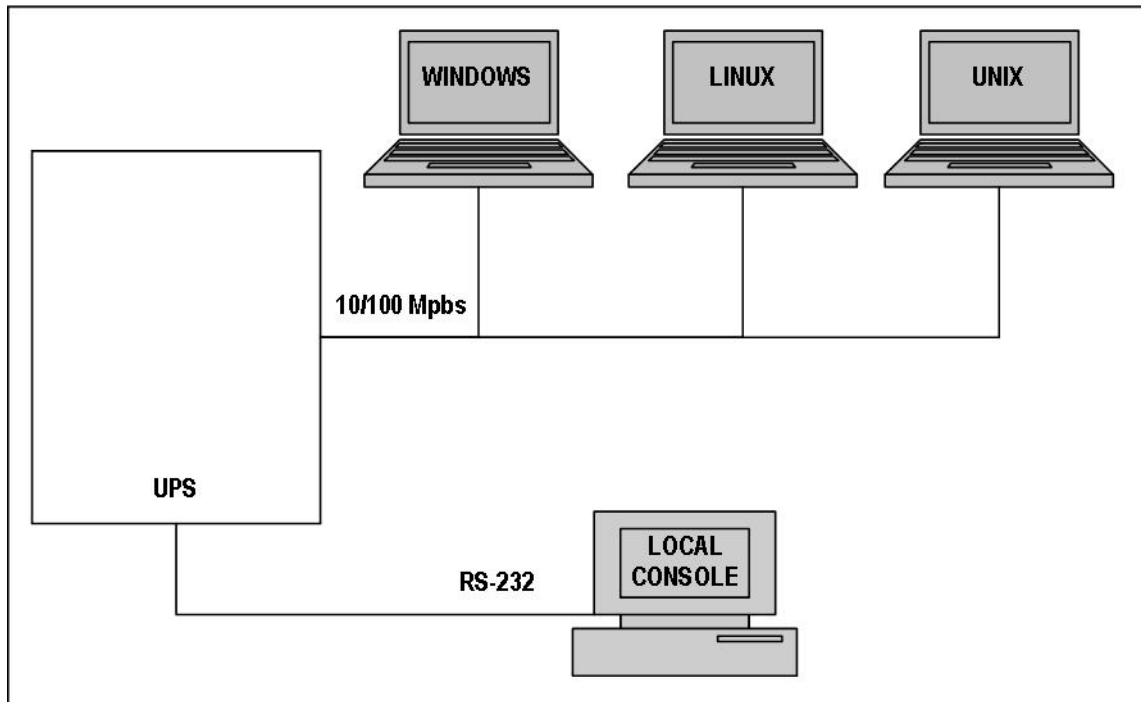 WINDOWS
LINUX
UNIX
10/100 Mpbs
UPS
LOCAL
CONSOLE
RS-232